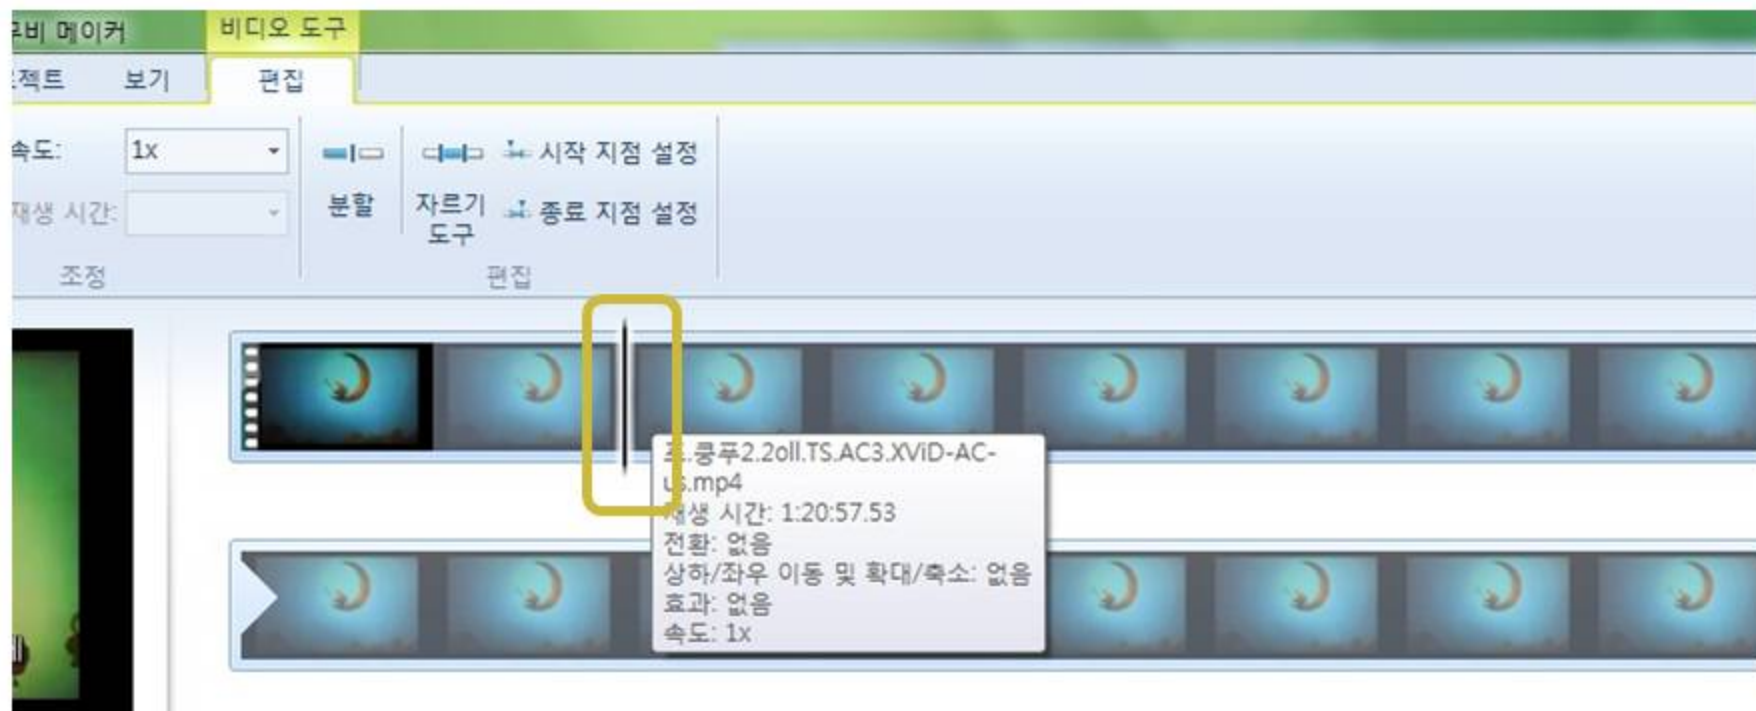 무비 메이커
비디오 도구
젝트
보기
편집
속도:
1x
재생 시간:
조정
분할
자르기
도구
시작 지점 설정
종료 지점 설정
편집
.쿵푸2.2oll.TS.AC3.XViD-AC-
us.mp4
재생 시간: 1:20:57.53
전환: 없음
상하/좌우 이동 및 확대/축소: 없음
효과: 없음
속도: 1x